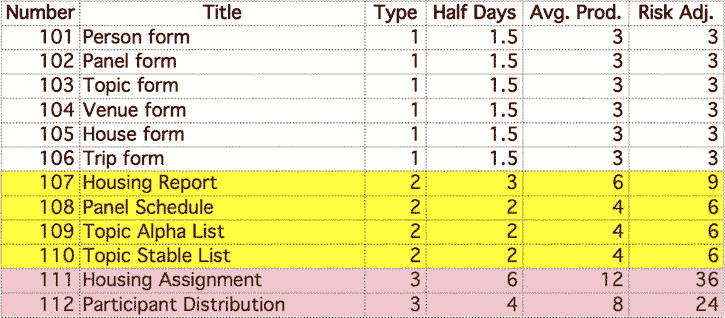 Number Title Type Half Days Avg. Prod. Risk Adj.
101 Person form 1 1.5 3 3
102 Panel form 1 1.5 3 3
103 Topic form 1 1.5 3 3
104 Venue form 1 1.5 3 3
105 House form 1 1.5 3 3
106 Trip form 1 1.5 3 3
107 Housing Report 2 3 6 9
108 Panel Schedule 2 2 4 6
109 Topic Alpha List 2 2 4 6
110 Topic Stable List 2 2 4 6
111 Housing Assignment 3 6 12 36
112 Participant Distribution 3 4 8 24